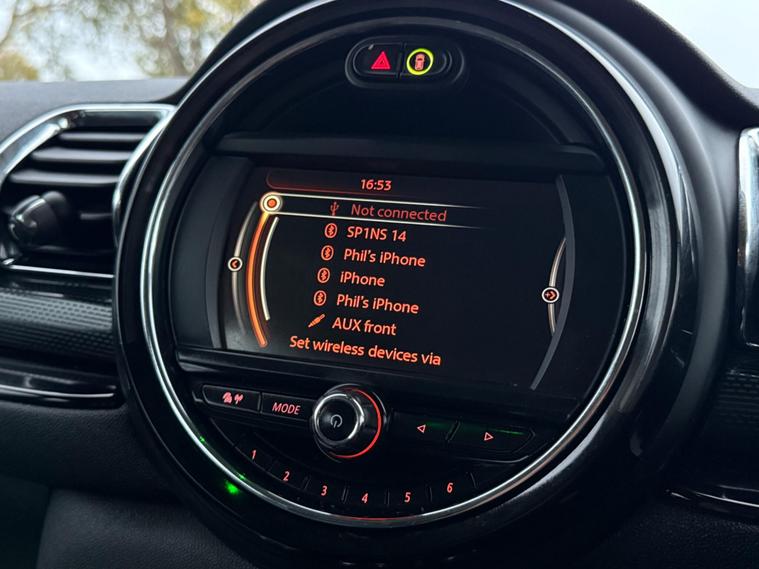 16:53
Not connected
SP1NS 14
Phil's iPhone
iPhone
Phil's iPhone
AUX front
Set wireless devices via
MODE
1 2 3 4 5 6